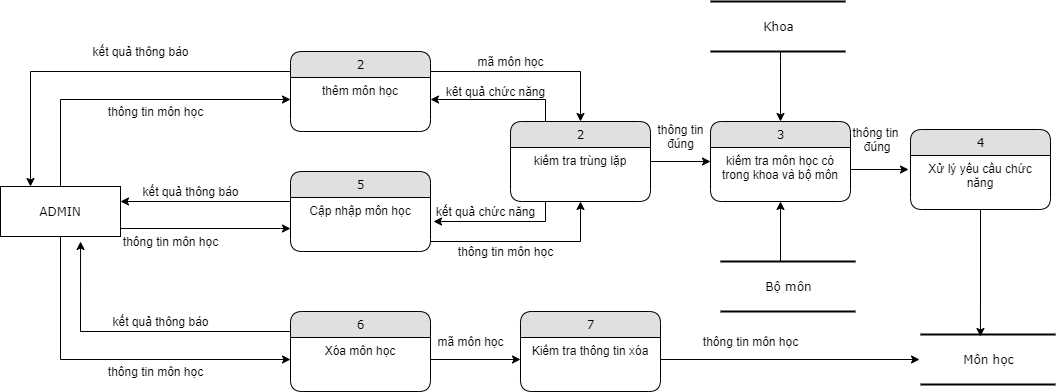 Khoa
kết quả thông báo
2
thêm môn học
mã môn học
kết quả chức năng
thông tin môn học
2
kiểm tra trùng lặp
thông tin
đúng
3
kiểm tra môn học có
trong khoa và bộ môn
thông tin
đúng
4
Xử lý yêu cầu chức
năng
ADMIN
kết quả thông báo
5
Cập nhập môn học
kết quả chức năng
thông tin môn học
thông tin môn học
Bộ môn
kết quả thông báo
6
Xóa môn học
mã môn học
7
Kiểm tra thông tin xóa
thông tin môn học
Môn học
thông tin môn học